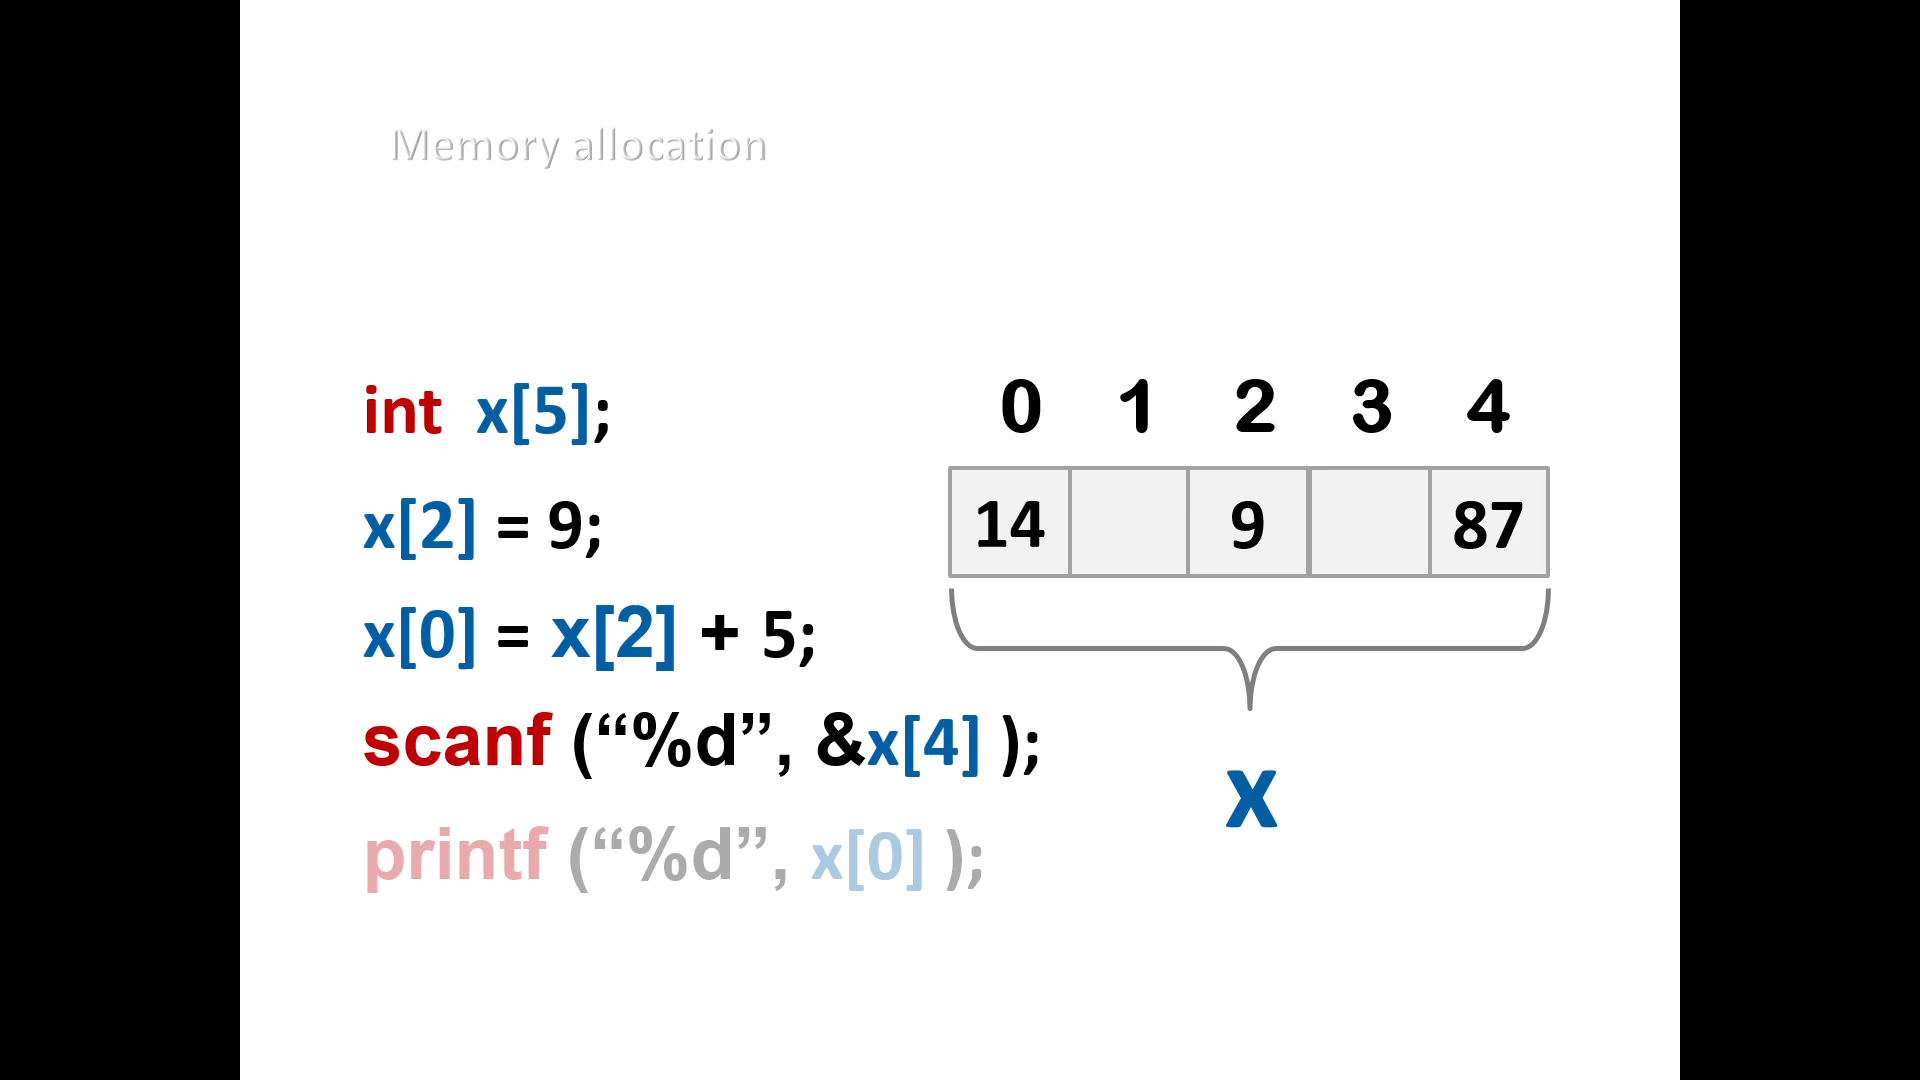 Memory allocation
int x[5];
x[2] = 9;
x[0] = x[2] + 5;
scanf (“%d”, &x[4] );
printf (“%d”, x[0] );
0 1 2 3 4
14 9 87
x